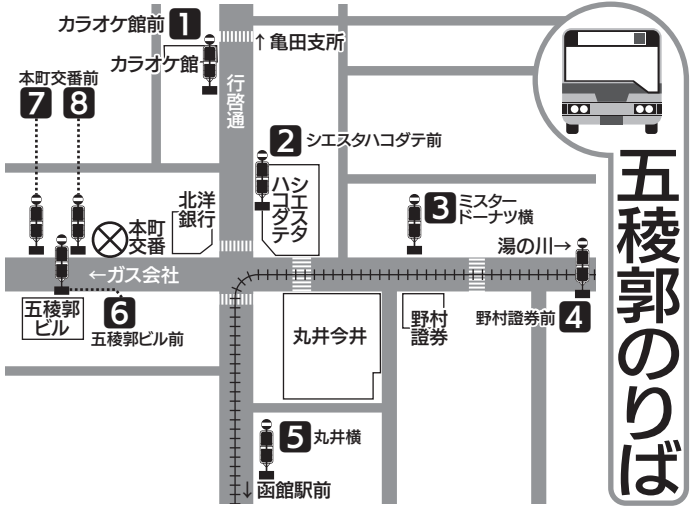 五稜郭のりば
カラオケ館前 1
カラオケ館
↑亀田支所
行啓通
本町交番前
7 8
2 シエスタハコダテ前
シエスタ
ハコダテ
北洋
銀行
本町
交番
3 ミスター
ドーナツ横
湯の川→
←ガス会社
五稜郭
ビル
6
五稜郭ビル前
丸井今井
野村
證券
野村證券前 4
5 丸井横
↓函館駅前